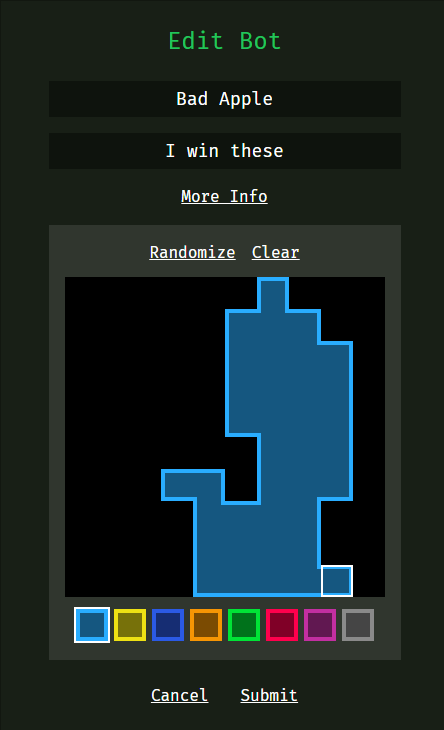 Edit Bot
Bad Apple
I win these
More Info
Randomize Clear
Cancel Submit